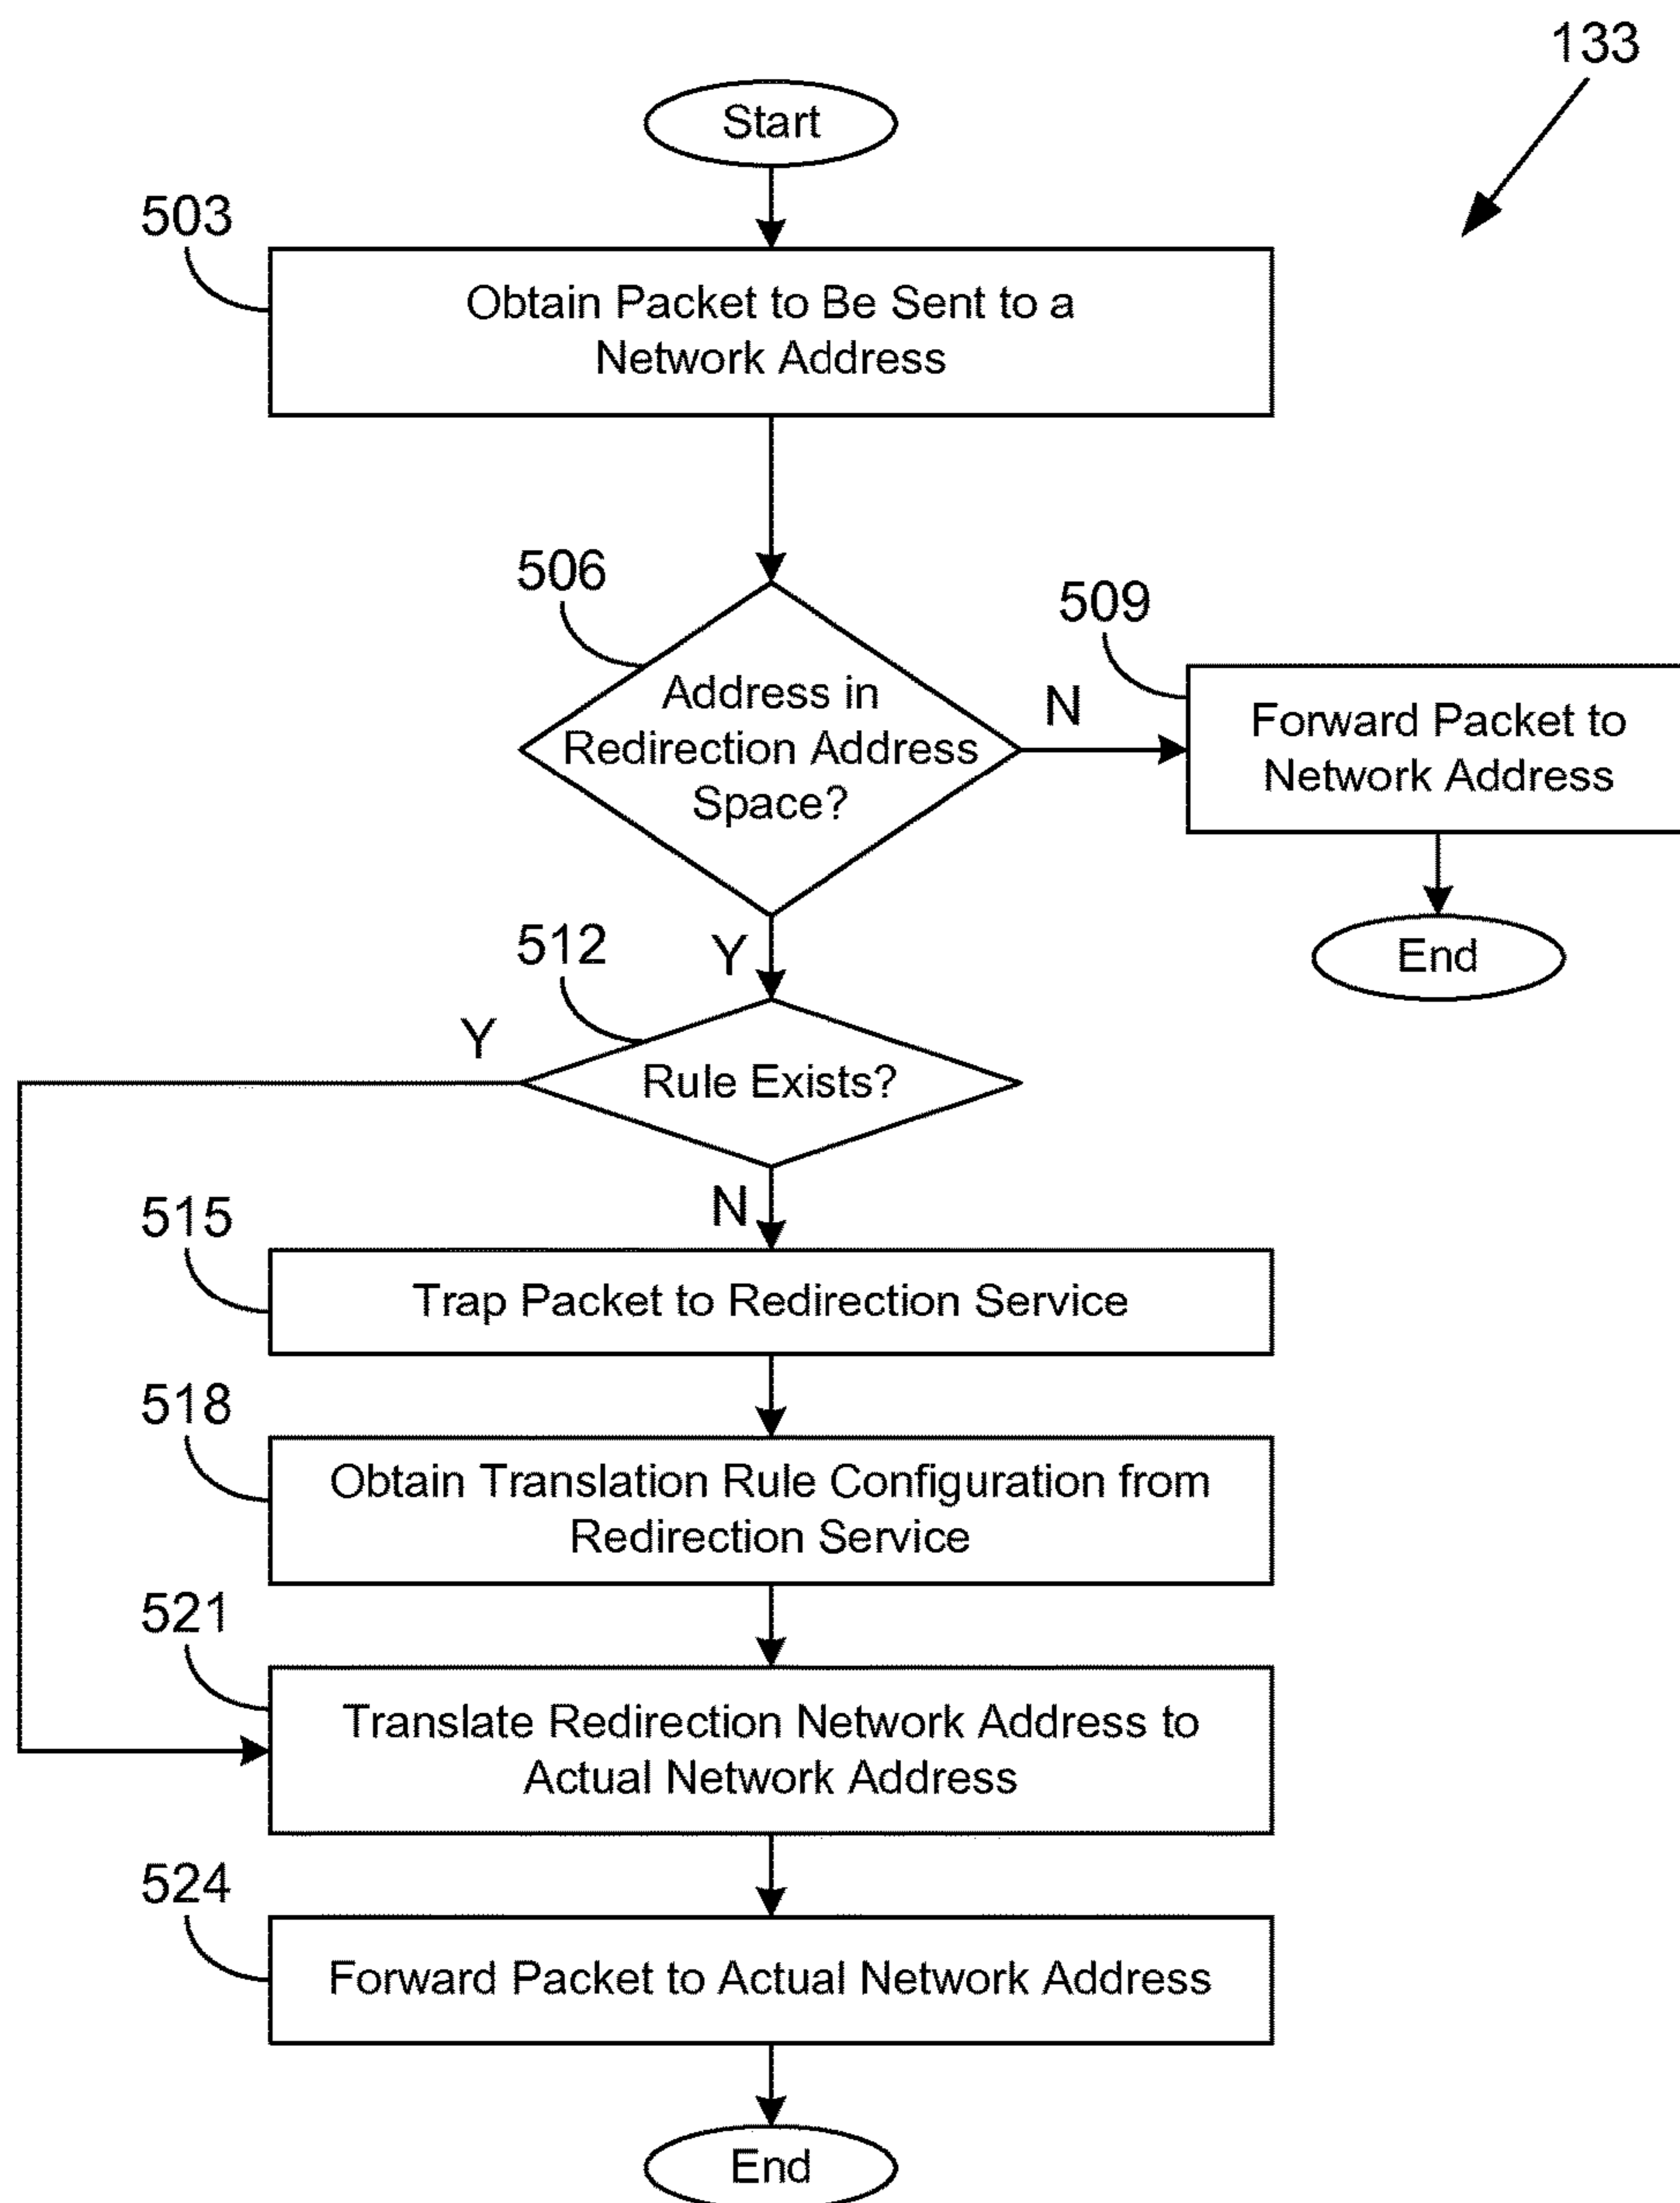 133
Start
503
Obtain Packet to Be Sent to a
Network Address
506
Address in
Redirection Address
Space?
N
509
Forward Packet to
Network Address
End
Y
512
Rule Exists?
Y
N
515
Trap Packet to Redirection Service
518
Obtain Translation Rule Configuration from
Redirection Service
521
Translate Redirection Network Address to
Actual Network Address
524
Forward Packet to Actual Network Address
End